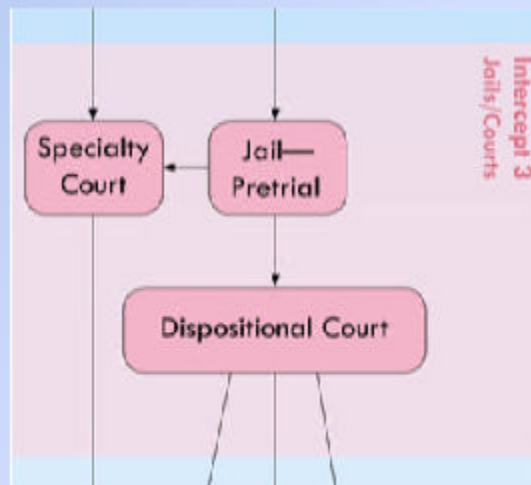 Intercept 3
Jails/Courts
Specialty
Court
Jail—
Pretrial
Dispositional Court